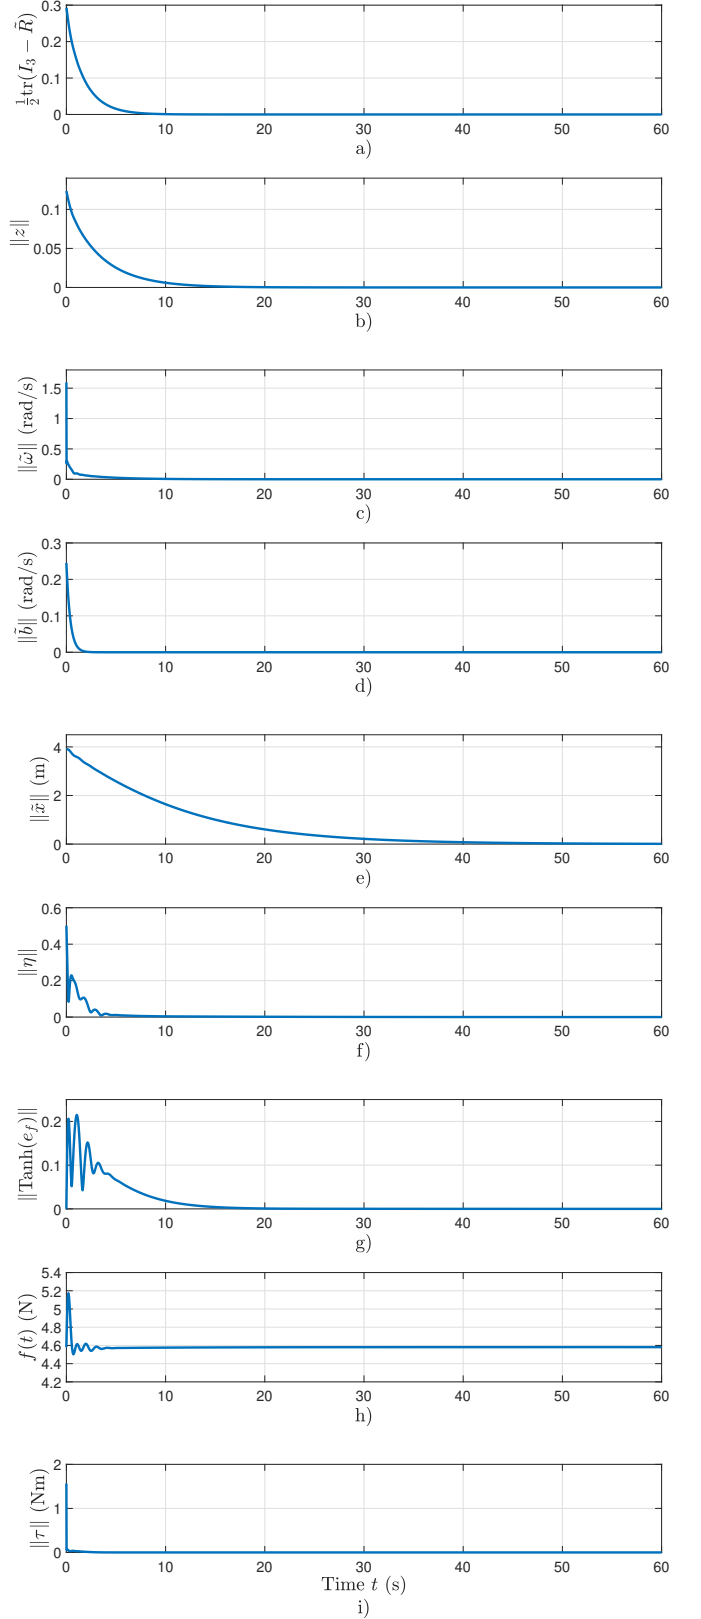 ½tr(I₃ − R̃)
0.3
0.2
0.1
0
0 10 20 30 40 50 60
a)
||z||
0.1
0.05
0
0 10 20 30 40 50 60
b)
||ω̃|| (rad/s)
1.5
1
0.5
0
0 10 20 30 40 50 60
c)
||b̃|| (rad/s)
0.3
0.2
0.1
0
0 10 20 30 40 50 60
d)
||x̃|| (m)
4
2
0
0 10 20 30 40 50 60
e)
||η||
0.6
0.4
0.2
0
0 10 20 30 40 50 60
f)
||Tanh(e_f)||
0.2
0.1
0
0 10 20 30 40 50 60
g)
f(t) (N)
5.4
5.2
5
4.8
4.6
4.4
4.2
0 10 20 30 40 50 60
h)
||τ|| (Nm)
2
1
0
0 10 20 30 40 50 60
Time t (s)
i)